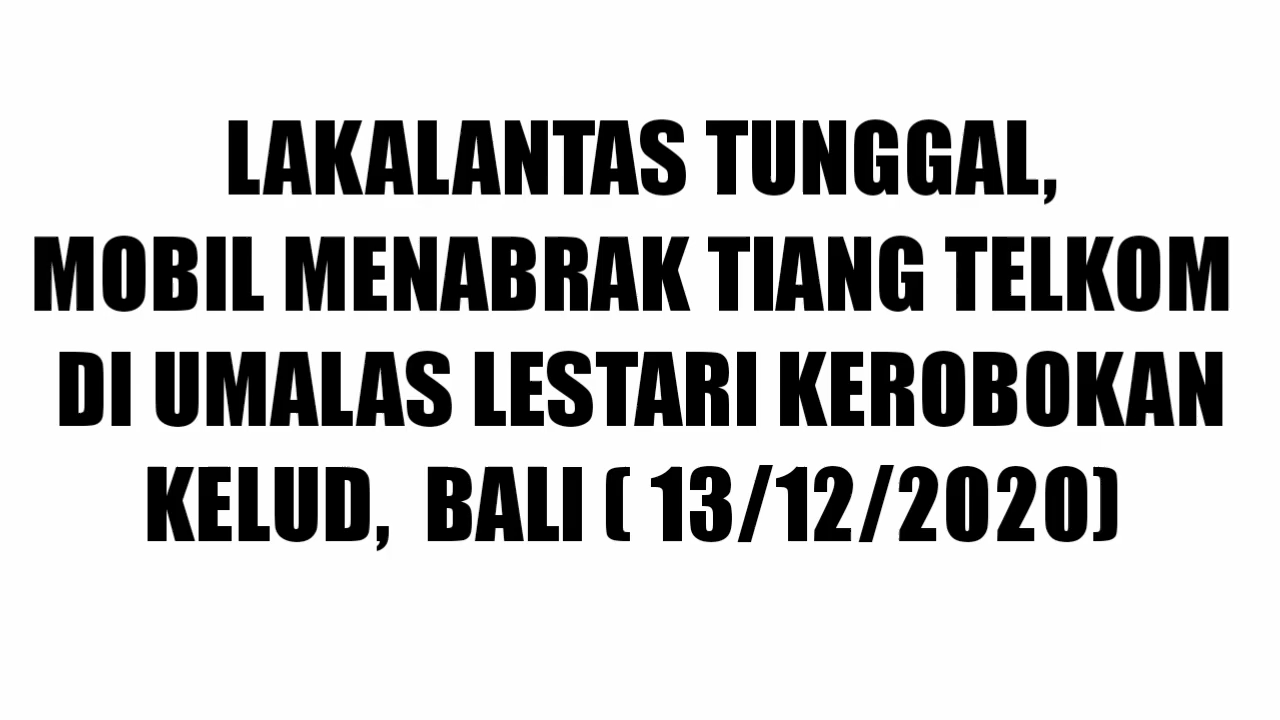 LAKALANTAS TUNGGAL,
MOBIL MENABRAK TIANG TELKOM
DI UMALAS LESTARI KEROBOKAN
KELUD, BALI ( 13/12/2020)